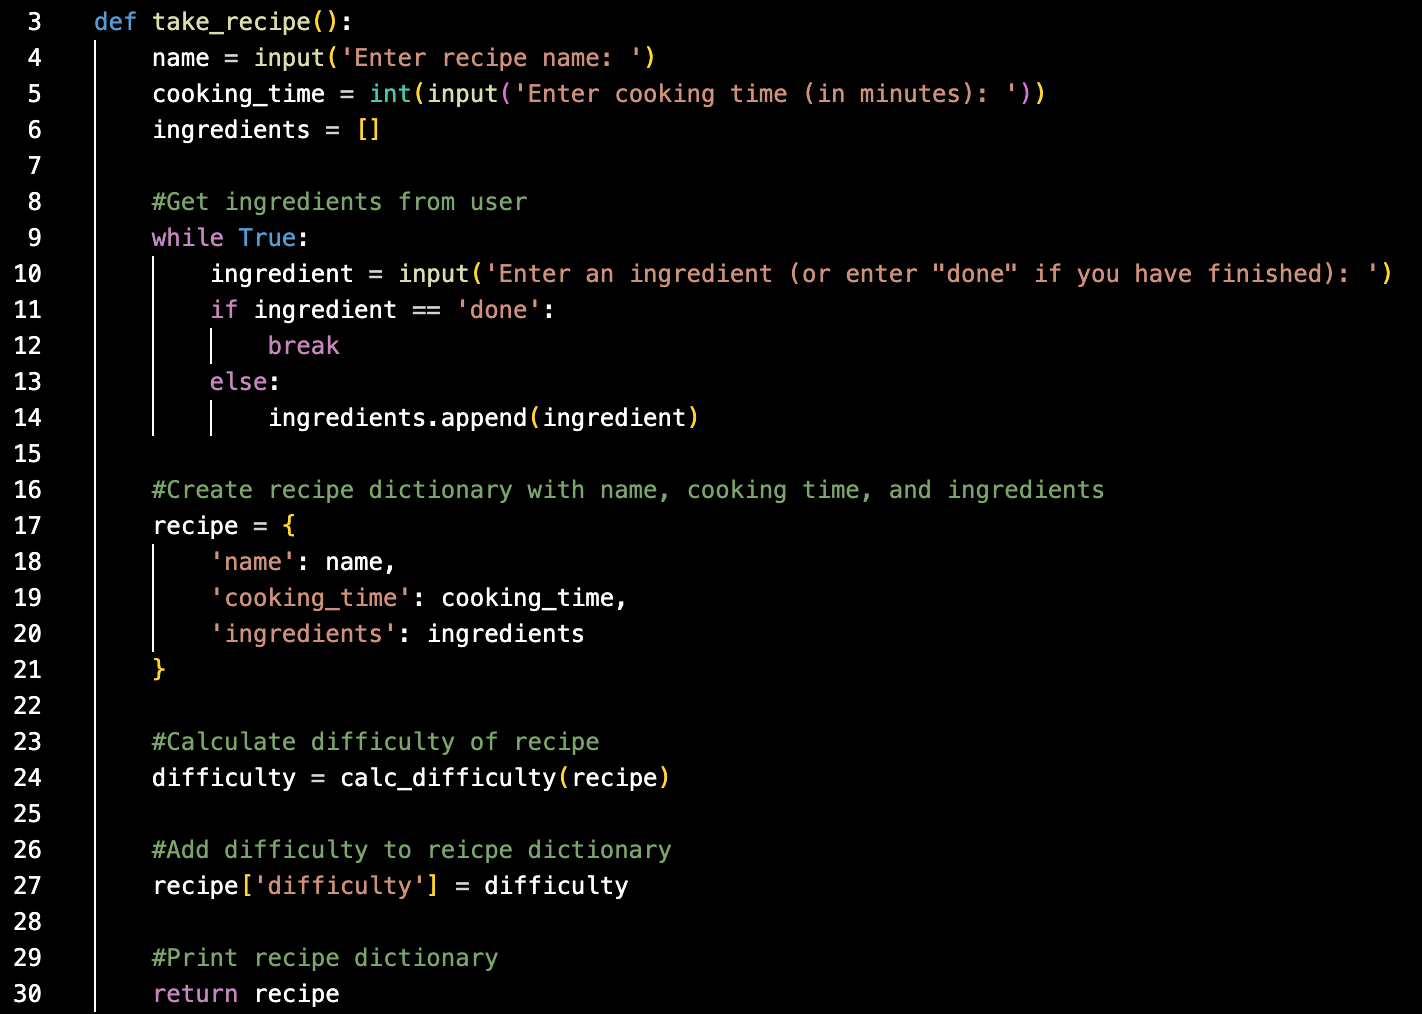 3 def take_recipe():
4 name = input('Enter recipe name: ')
5 cooking_time = int(input('Enter cooking time (in minutes): '))
6 ingredients = []
7
8 #Get ingredients from user
9 while True:
10 ingredient = input('Enter an ingredient (or enter "done" if you have finished): ')
11 if ingredient == 'done':
12 break
13 else:
14 ingredients.append(ingredient)
15
16 #Create recipe dictionary with name, cooking time, and ingredients
17 recipe = {
18 'name': name,
19 'cooking_time': cooking_time,
20 'ingredients': ingredients
21 }
22
23 #Calculate difficulty of recipe
24 difficulty = calc_difficulty(recipe)
25
26 #Add difficulty to reicpe dictionary
27 recipe['difficulty'] = difficulty
28
29 #Print recipe dictionary
30 return recipe